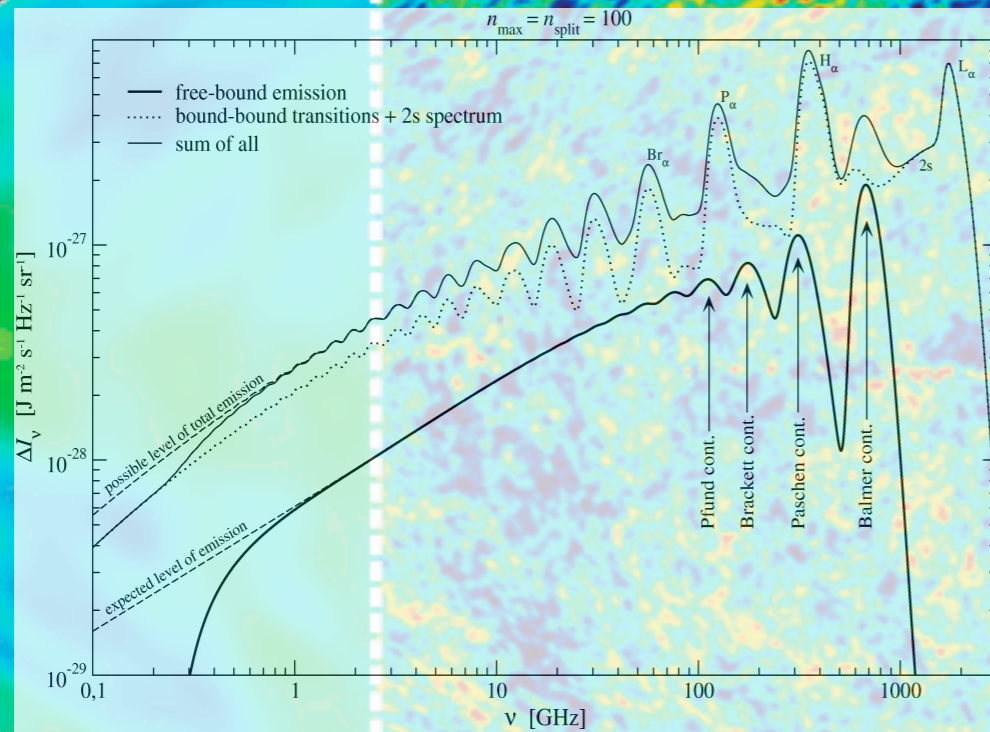 n_max = n_split = 100
free-bound emission
bound-bound transitions + 2s spectrum
sum of all
L_α
H_α
P_α
Br_α
2s
10^-27
10^-28
10^-29
ΔI_ν [J m^-2 s^-1 Hz^-1 sr^-1]
possible level of total emission
expected level of emission
Pfund cont.
Brackett cont.
Paschen cont.
Balmer cont.
0,1 1 10 100 1000
ν [GHz]